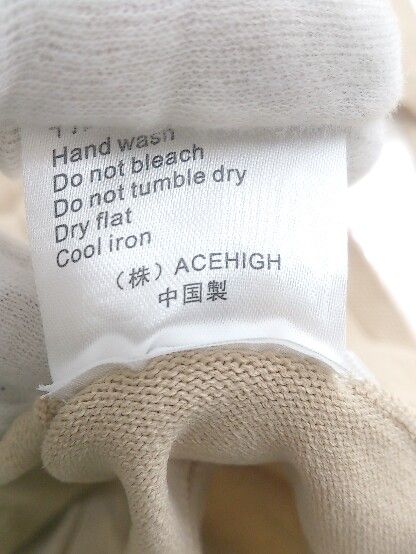 Hand wash
Do not bleach
Do not tumble dry
Dry flat
Cool iron
（株）ACEHIGH
中国製